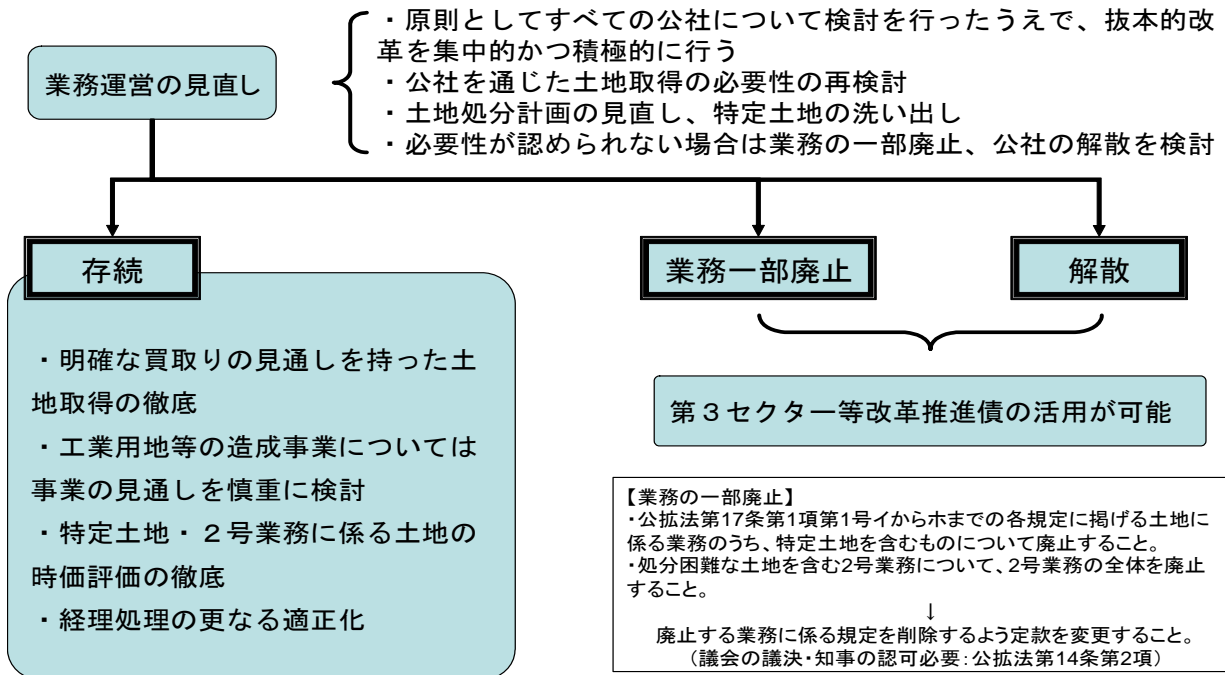 業務運営の見直し
・原則としてすべての公社について検討を行ったうえで、抜本的改
革を集中的かつ積極的に行う
・公社を通じた土地取得の必要性の再検討
・土地処分計画の見直し、特定土地の洗い出し
・必要性が認められない場合は業務の一部廃止、公社の解散を検討
存続
業務一部廃止
解散
・明確な買取りの見通しを持った土
地取得の徹底
・工業用地等の造成事業については
事業の見通しを慎重に検討
・特定土地・２号業務に係る土地の
時価評価の徹底
・経理処理の更なる適正化
第３セクター等改革推進債の活用が可能
【業務の一部廃止】
・公拡法第17条第1項第1号イからホまでの各規定に掲げる土地に
係る業務のうち、特定土地を含むものについて廃止すること。
・処分困難な土地を含む2号業務について、2号業務の全体を廃止
すること。
↓
廃止する業務に係る規定を削除するよう定款を変更すること。
（議会の議決・知事の認可必要：公拡法第14条第2項）